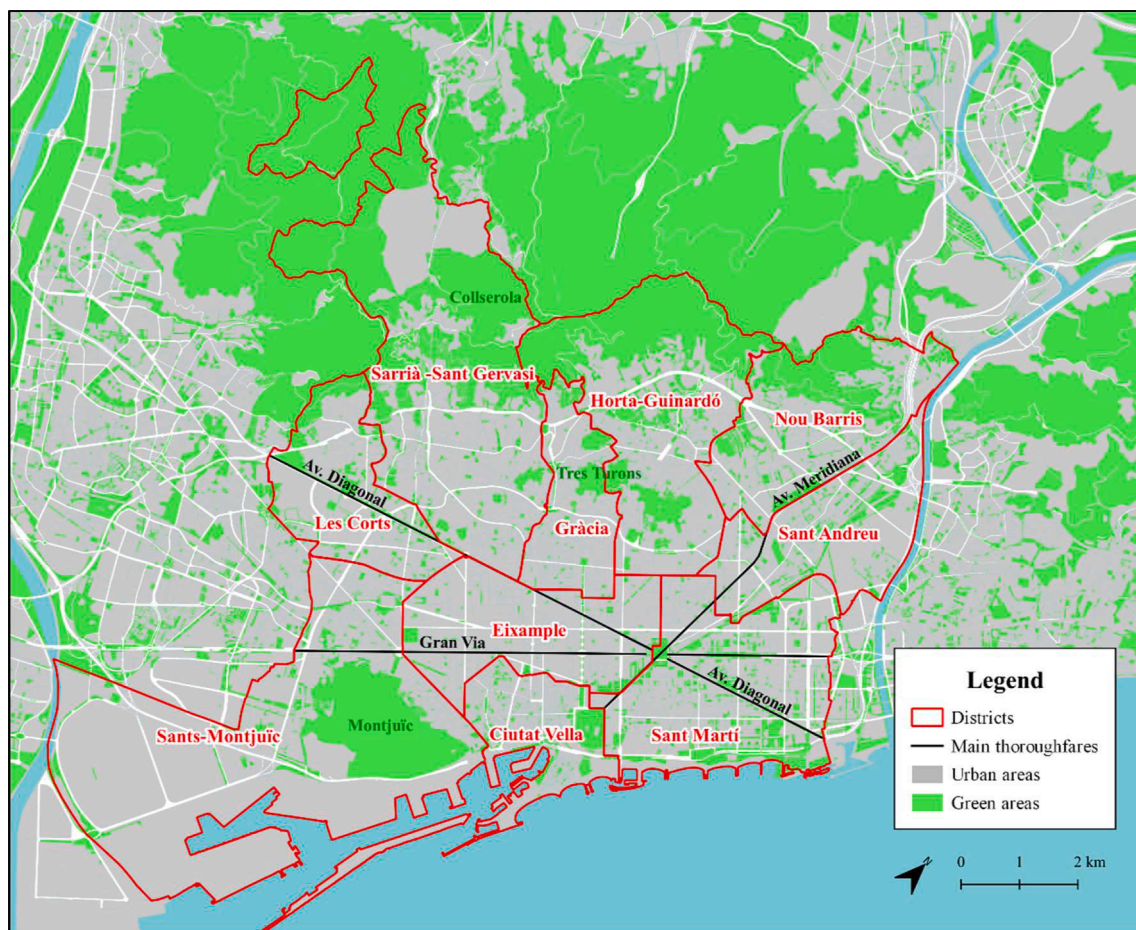 Collserola
Sarrià -Sant Gervasi
Horta-Guinardó
Nou Barris
Av. Diagonal
Tres Turons
Av. Meridiana
Les Corts
Gràcia
Sant Andreu
Eixample
Gran Via
Av. Diagonal
Montjuïc
Sants-Montjuïc
Ciutat Vella
Sant Martí
Legend
Districts
Main thoroughfares
Urban areas
Green areas
N
0 1 2 km